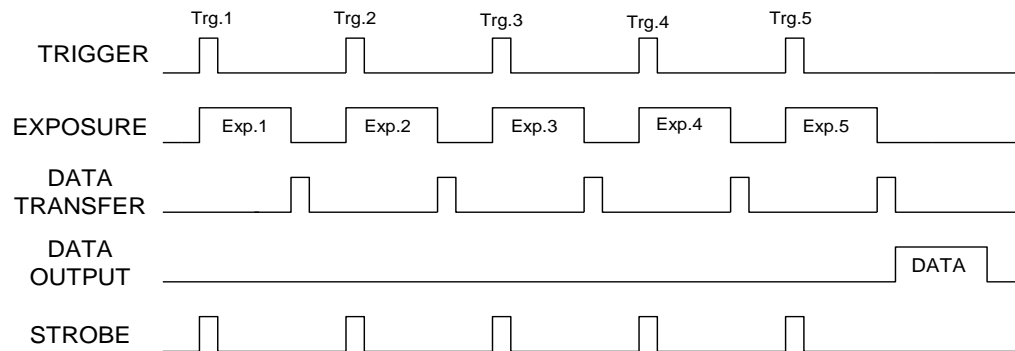 Trg.1 Trg.2 Trg.3 Trg.4 Trg.5
TRIGGER
EXPOSURE Exp.1 Exp.2 Exp.3 Exp.4 Exp.5
DATA
TRANSFER
DATA
OUTPUT
DATA
STROBE